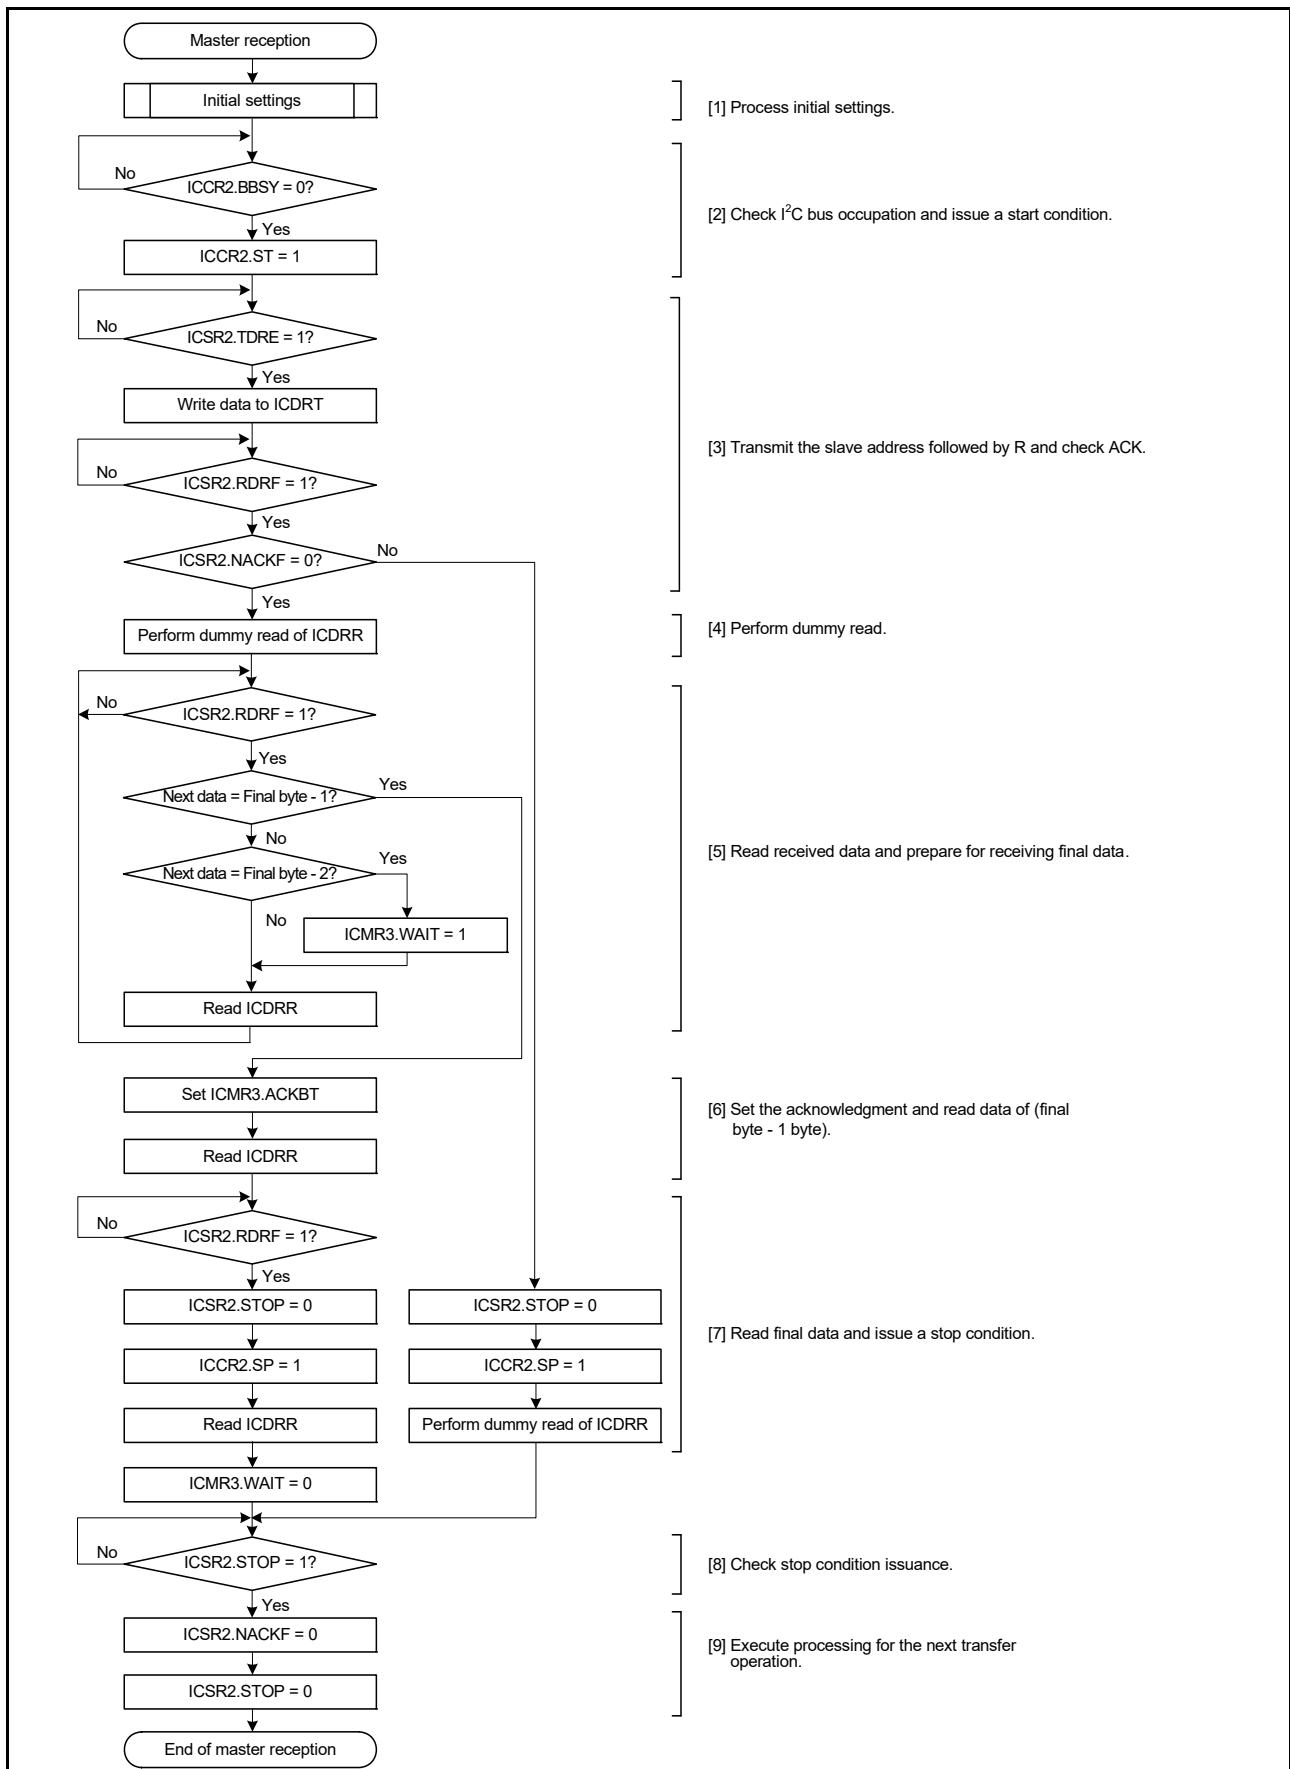 Master reception
Initial settings
[1] Process initial settings.
No
ICCR2.BBSY = 0?
[2] Check I²C bus occupation and issue a start condition.
Yes
ICCR2.ST = 1
No
ICSR2.TDRE = 1?
Yes
Write data to ICDRT
[3] Transmit the slave address followed by R and check ACK.
No
ICSR2.RDRF = 1?
Yes
ICSR2.NACKF = 0?
No
Yes
Perform dummy read of ICDRR
[4] Perform dummy read.
No
ICSR2.RDRF = 1?
Yes
Next data = Final byte - 1?
Yes
No
Next data = Final byte - 2?
Yes
[5] Read received data and prepare for receiving final data.
No
ICMR3.WAIT = 1
Read ICDRR
Set ICMR3.ACKBT
[6] Set the acknowledgment and read data of (final
byte - 1 byte).
Read ICDRR
No
ICSR2.RDRF = 1?
Yes
ICSR2.STOP = 0
ICSR2.STOP = 0
[7] Read final data and issue a stop condition.
ICCR2.SP = 1
ICCR2.SP = 1
Read ICDRR
Perform dummy read of ICDRR
ICMR3.WAIT = 0
No
ICSR2.STOP = 1?
[8] Check stop condition issuance.
Yes
ICSR2.NACKF = 0
[9] Execute processing for the next transfer
operation.
ICSR2.STOP = 0
End of master reception